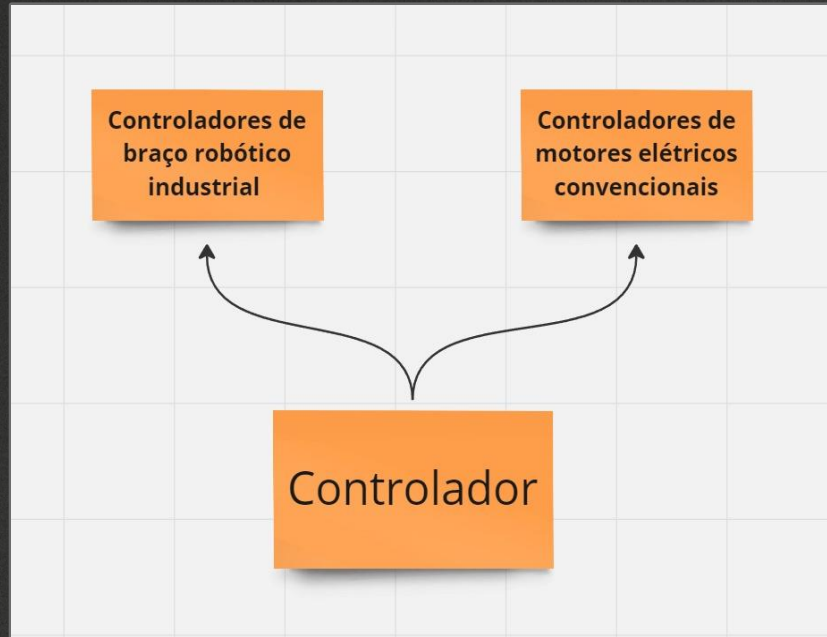 Controladores de
braço robótico
industrial
Controladores de
motores elétricos
convencionais
Controlador